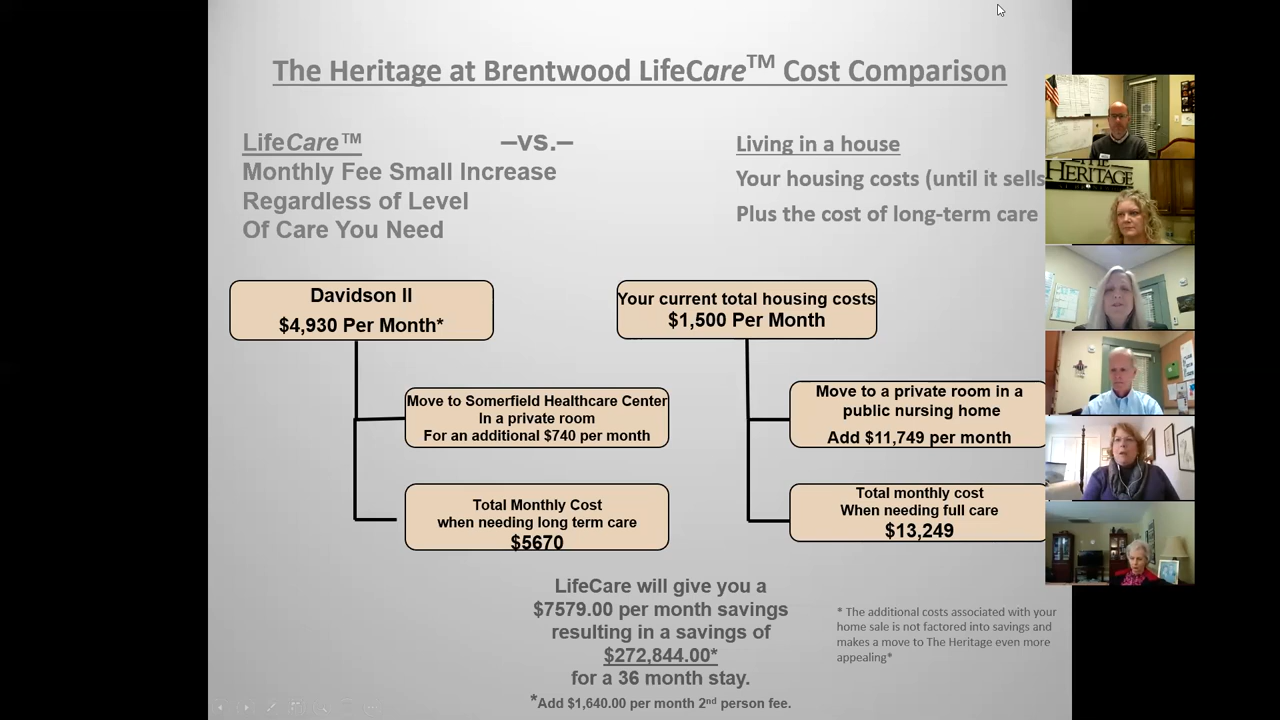 The Heritage at Brentwood LifeCare™ Cost Comparison
LifeCare™
–vs.–
Monthly Fee Small Increase
Regardless of Level
Of Care You Need
Living in a house
Your housing costs (until it sells
Plus the cost of long-term care
Davidson II
$4,930 Per Month*
Move to Somerfield Healthcare Center
In a private room
For an additional $740 per month
Total Monthly Cost
when needing long term care
$5670
Your current total housing costs
$1,500 Per Month
Move to a private room in a
public nursing home
Add $11,749 per month
Total monthly cost
When needing full care
$13,249
LifeCare will give you a
$7579.00 per month savings
resulting in a savings of
$272,844.00*
for a 36 month stay.
*Add $1,640.00 per month 2nd person fee.
* The additional costs associated with your
home sale is not factored into savings and
makes a move to The Heritage even more
appealing*
THE
HERITAGE